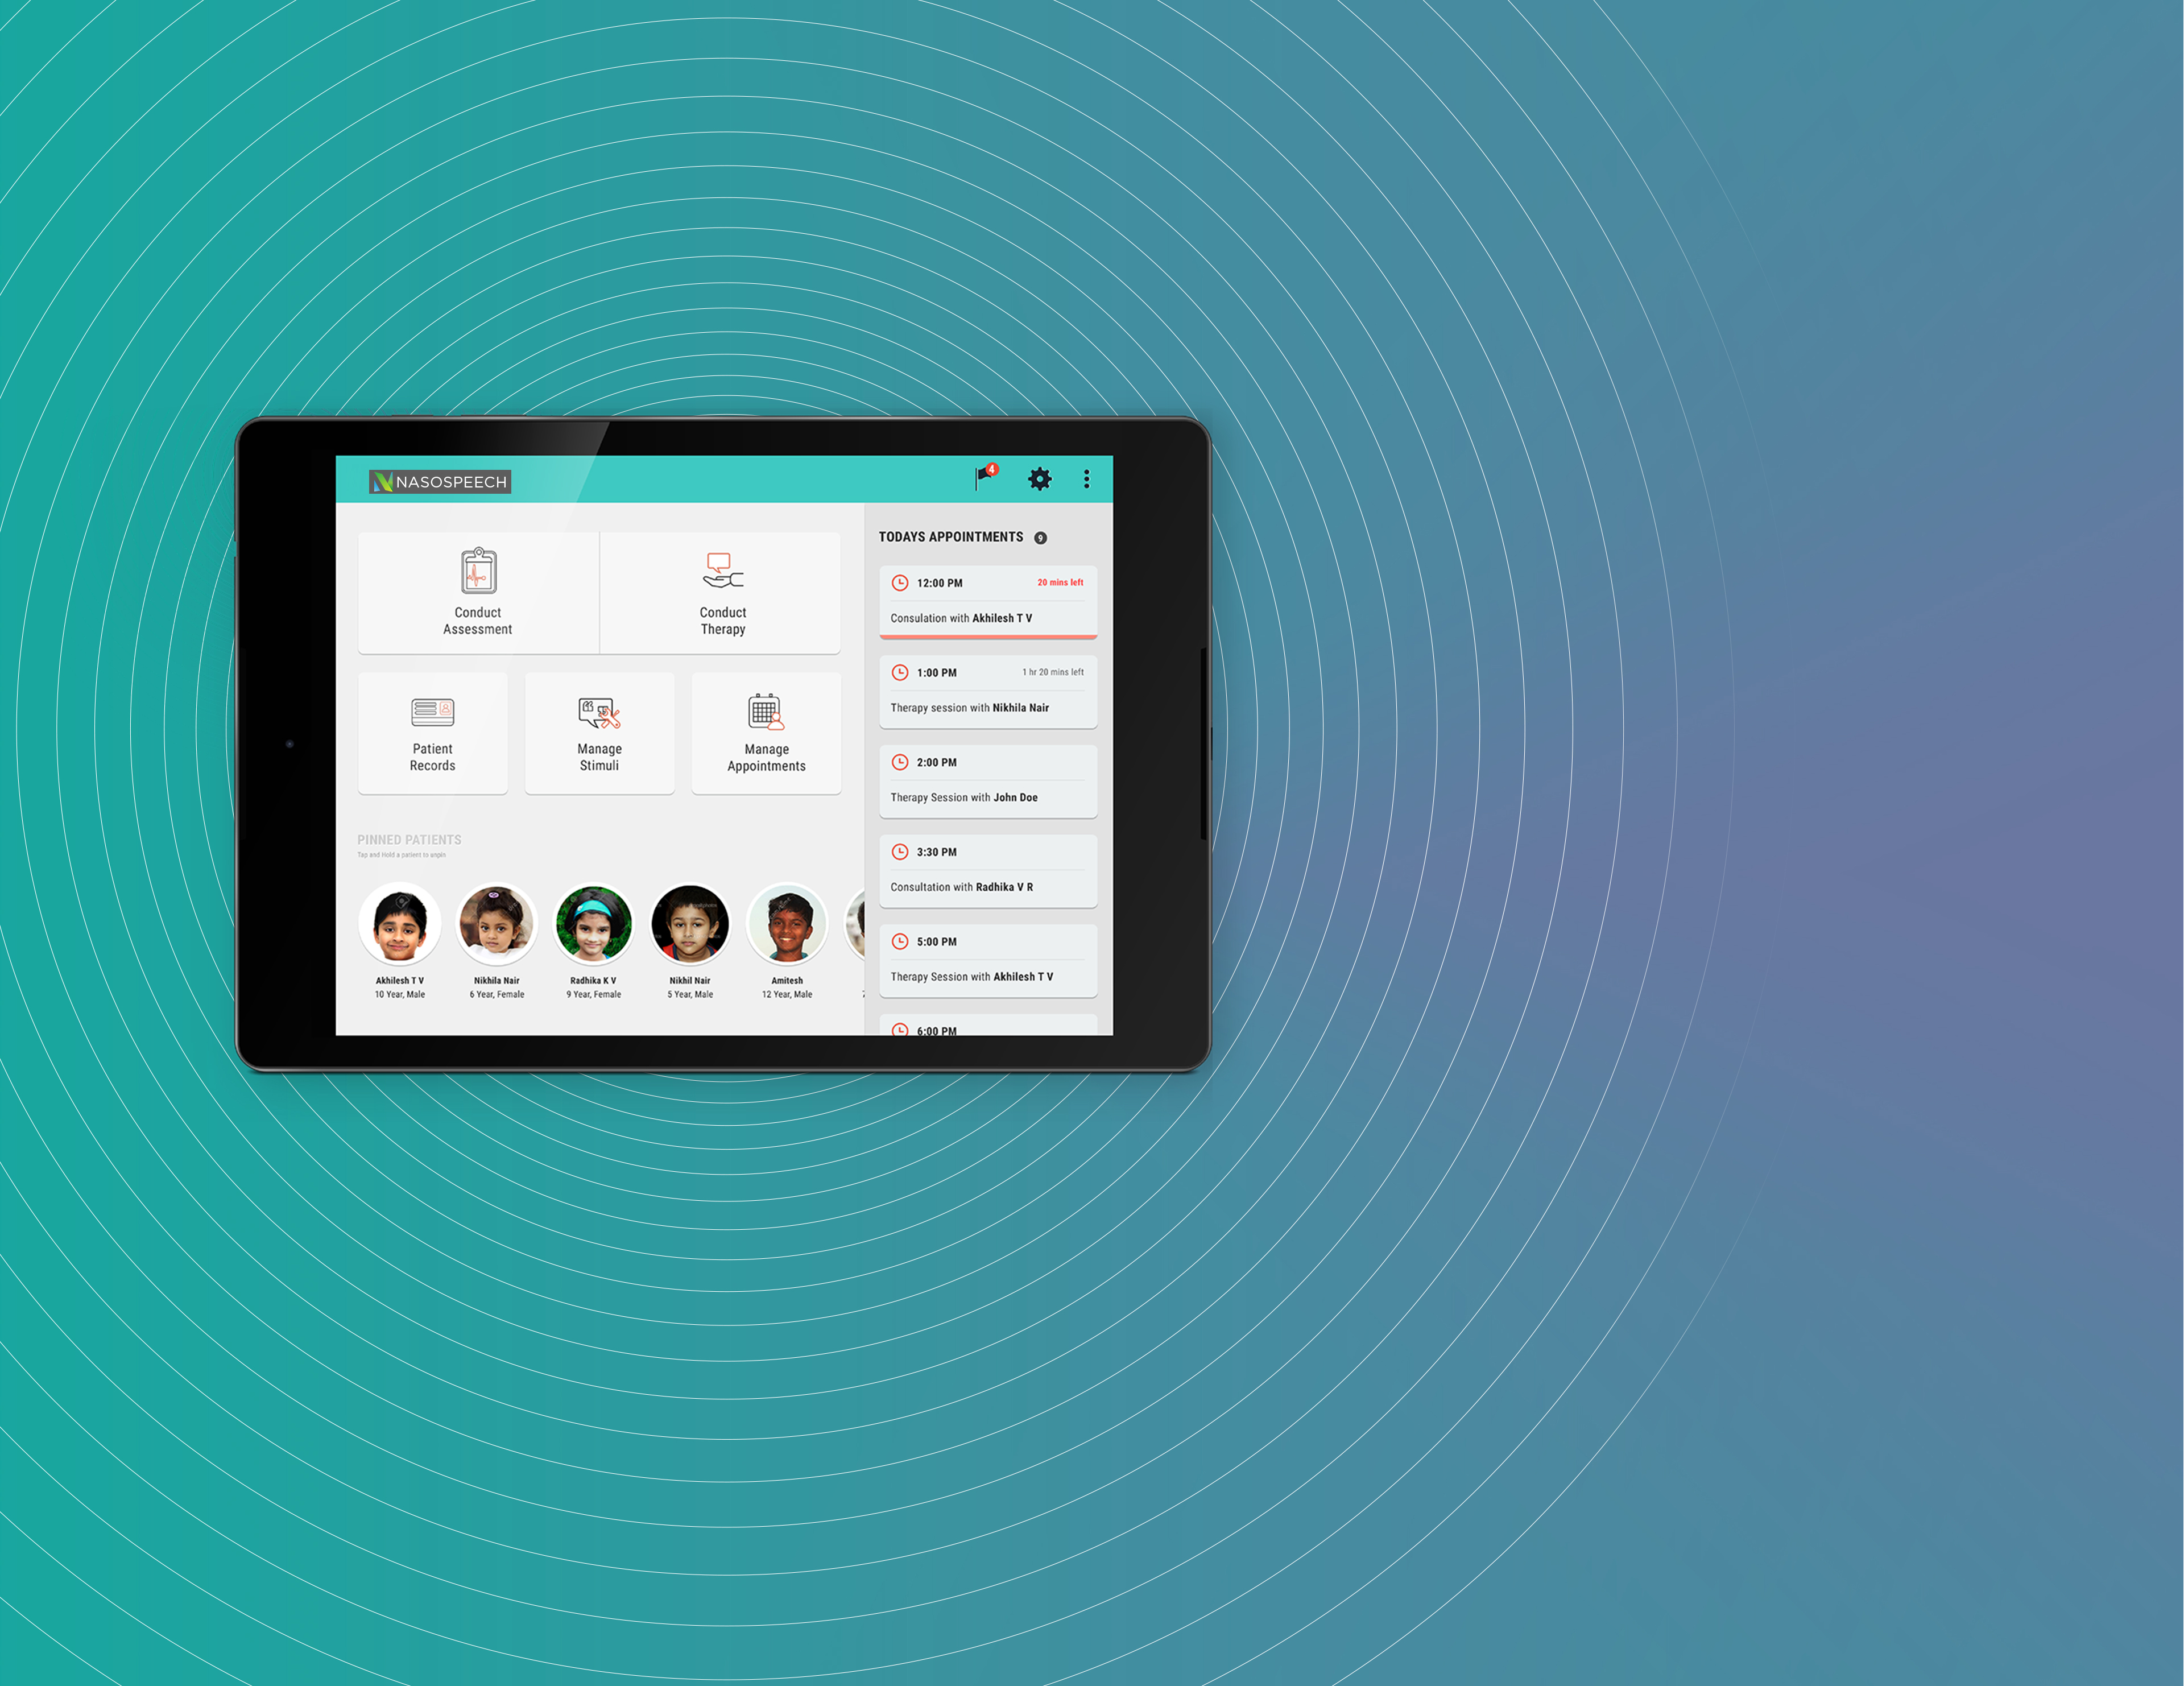 NASOSPEECH
4
Conduct
Assessment
Conduct
Therapy
Patient
Records
Manage
Stimuli
Manage
Appointments
PINNED PATIENTS
Tap and Hold a patient to unpin
Akhilesh T V
10 Year, Male
Nikhila Nair
6 Year, Female
Radhika K V
9 Year, Female
Nikhil Nair
5 Year, Male
Amitesh
12 Year, Male
TODAYS APPOINTMENTS 9
12:00 PM 20 mins left
Consulation with Akhilesh T V
1:00 PM 1 hr 20 mins left
Therapy session with Nikhila Nair
2:00 PM
Therapy Session with John Doe
3:30 PM
Consultation with Radhika V R
5:00 PM
Therapy Session with Akhilesh T V
6:00 PM